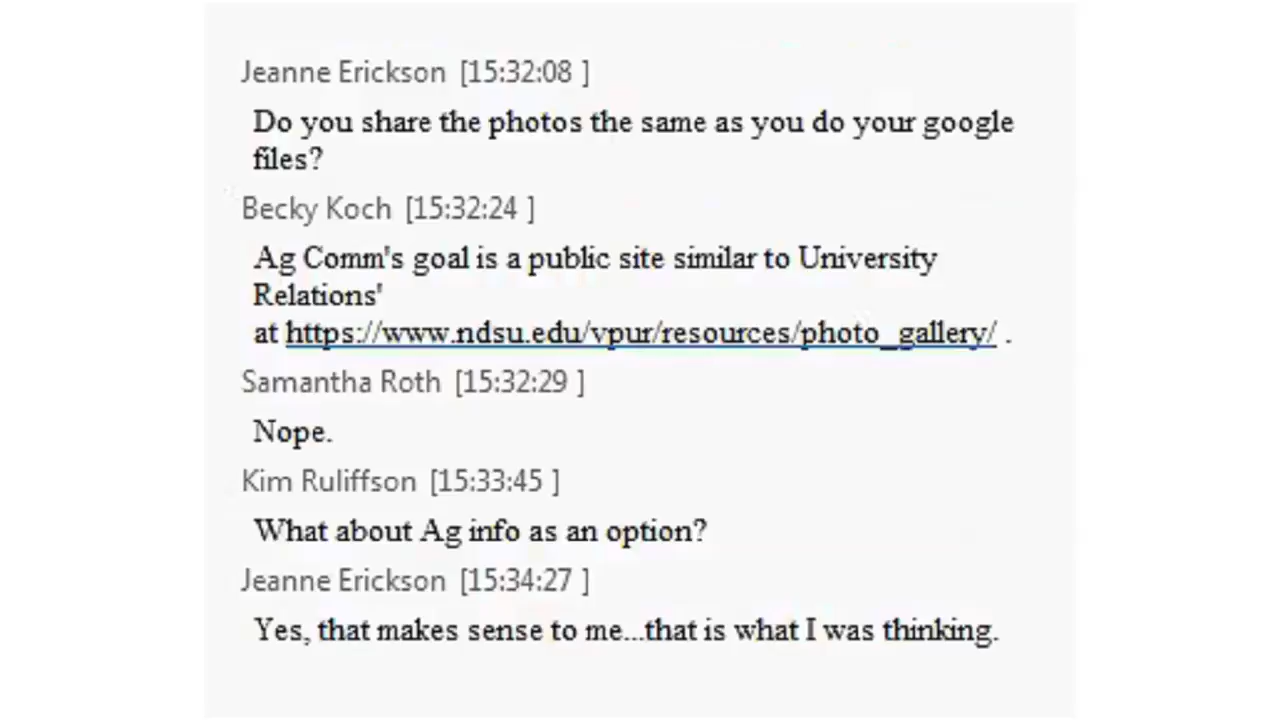 Jeanne Erickson [15:32:08 ]
Do you share the photos the same as you do your google
files?
Becky Koch [15:32:24 ]
Ag Comm's goal is a public site similar to University
Relations'
at https://www.ndsu.edu/vpur/resources/photo_gallery/ .
Samantha Roth [15:32:29 ]
Nope.
Kim Ruliffson [15:33:45 ]
What about Ag info as an option?
Jeanne Erickson [15:34:27 ]
Yes, that makes sense to me...that is what I was thinking.